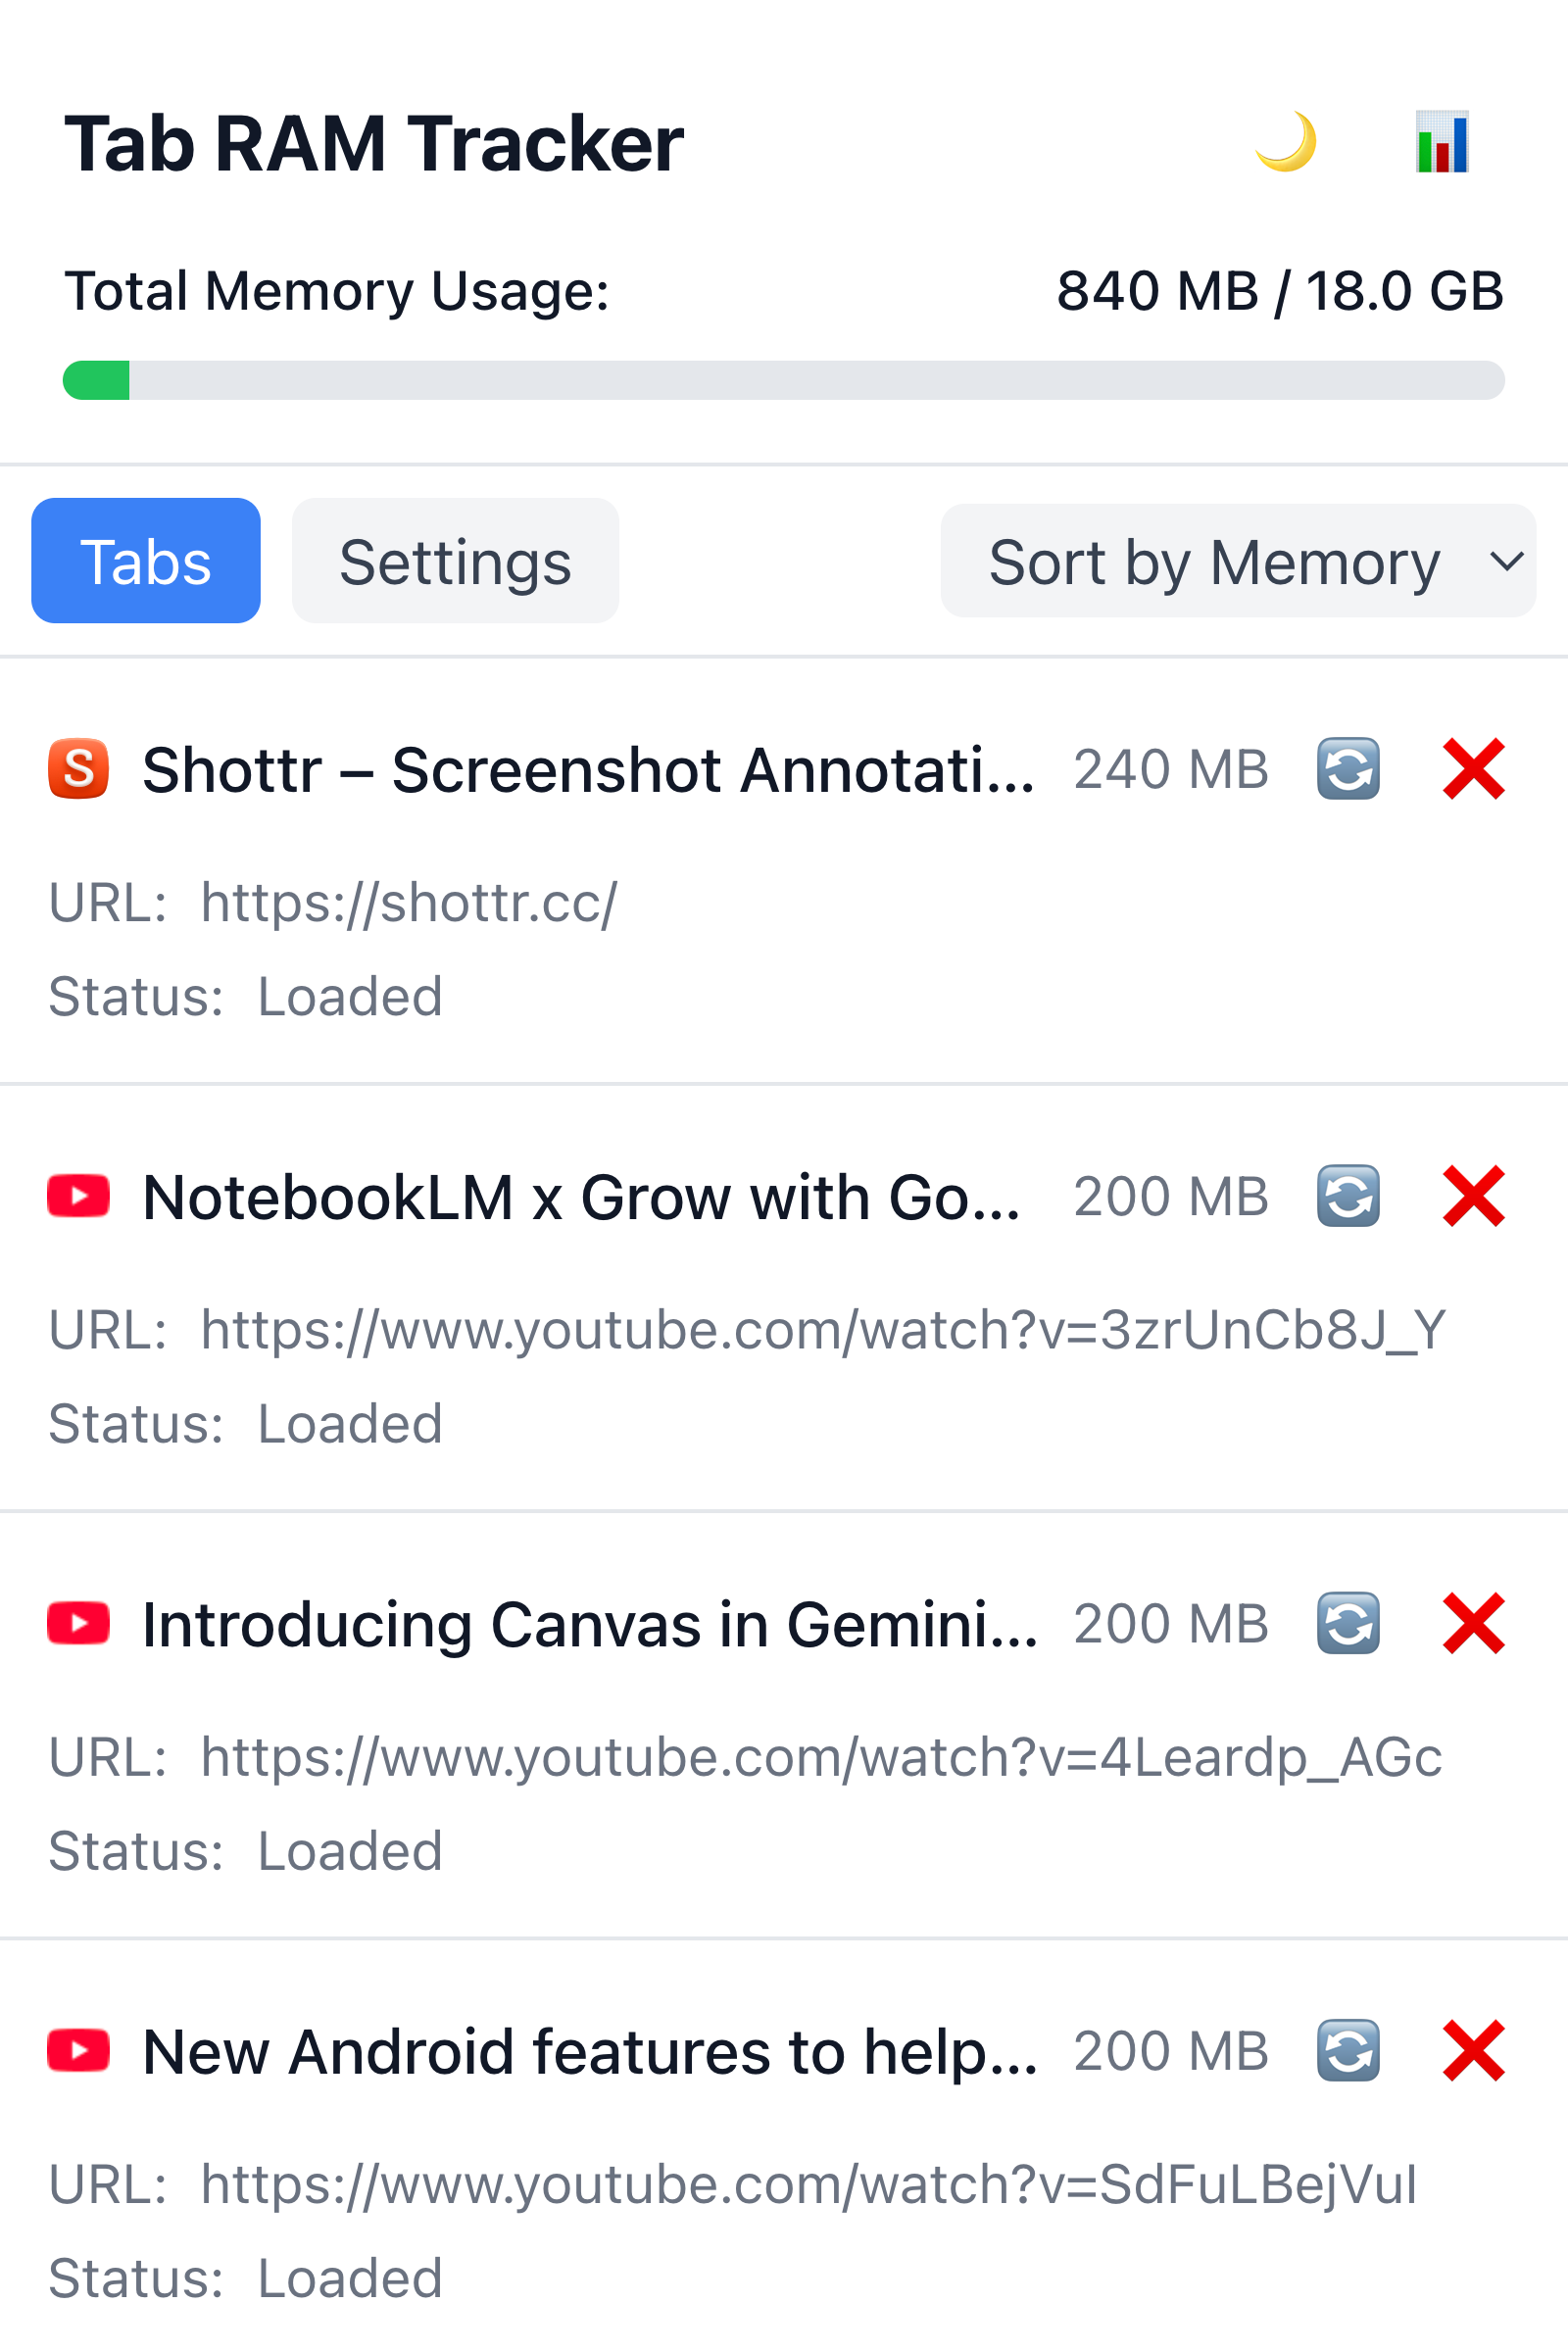 Tab RAM Tracker
Total Memory Usage: 840 MB / 18.0 GB
Tabs Settings Sort by Memory
S Shottr – Screenshot Annotati... 240 MB
URL: https://shottr.cc/
Status: Loaded
NotebookLM x Grow with Go... 200 MB
URL: https://www.youtube.com/watch?v=3zrUnCb8J_Y
Status: Loaded
Introducing Canvas in Gemini... 200 MB
URL: https://www.youtube.com/watch?v=4Leardp_AGc
Status: Loaded
New Android features to help... 200 MB
URL: https://www.youtube.com/watch?v=SdFuLBejVuI
Status: Loaded